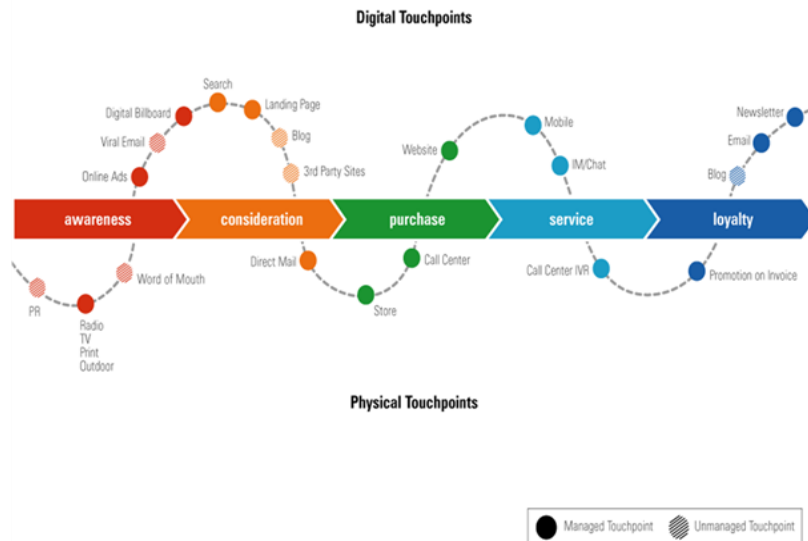 Digital Touchpoints
Search
Digital Billboard
Landing Page
Newsletter
Viral Email
Blog
Mobile
Email
Website
Online Ads
3rd Party Sites
IM/Chat
Blog
awareness
consideration
purchase
service
loyalty
Word of Mouth
Direct Mail
Call Center
Call Center IVR
Promotion on Invoice
PR
Radio
TV
Print
Outdoor
Store
Physical Touchpoints
Managed Touchpoint
Unmanaged Touchpoint